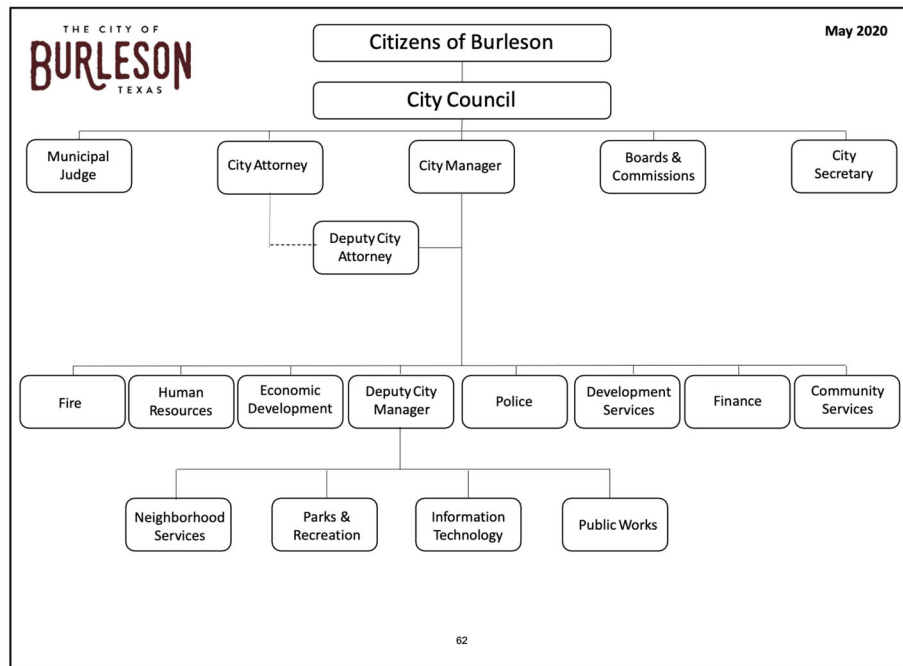 THE CITY OF
BURLESON
TEXAS
May 2020
Citizens of Burleson
City Council
Municipal
Judge
City Attorney
City Manager
Boards &
Commissions
City
Secretary
Deputy City
Attorney
Fire
Human
Resources
Economic
Development
Deputy City
Manager
Police
Development
Services
Finance
Community
Services
Neighborhood
Services
Parks &
Recreation
Information
Technology
Public Works
62